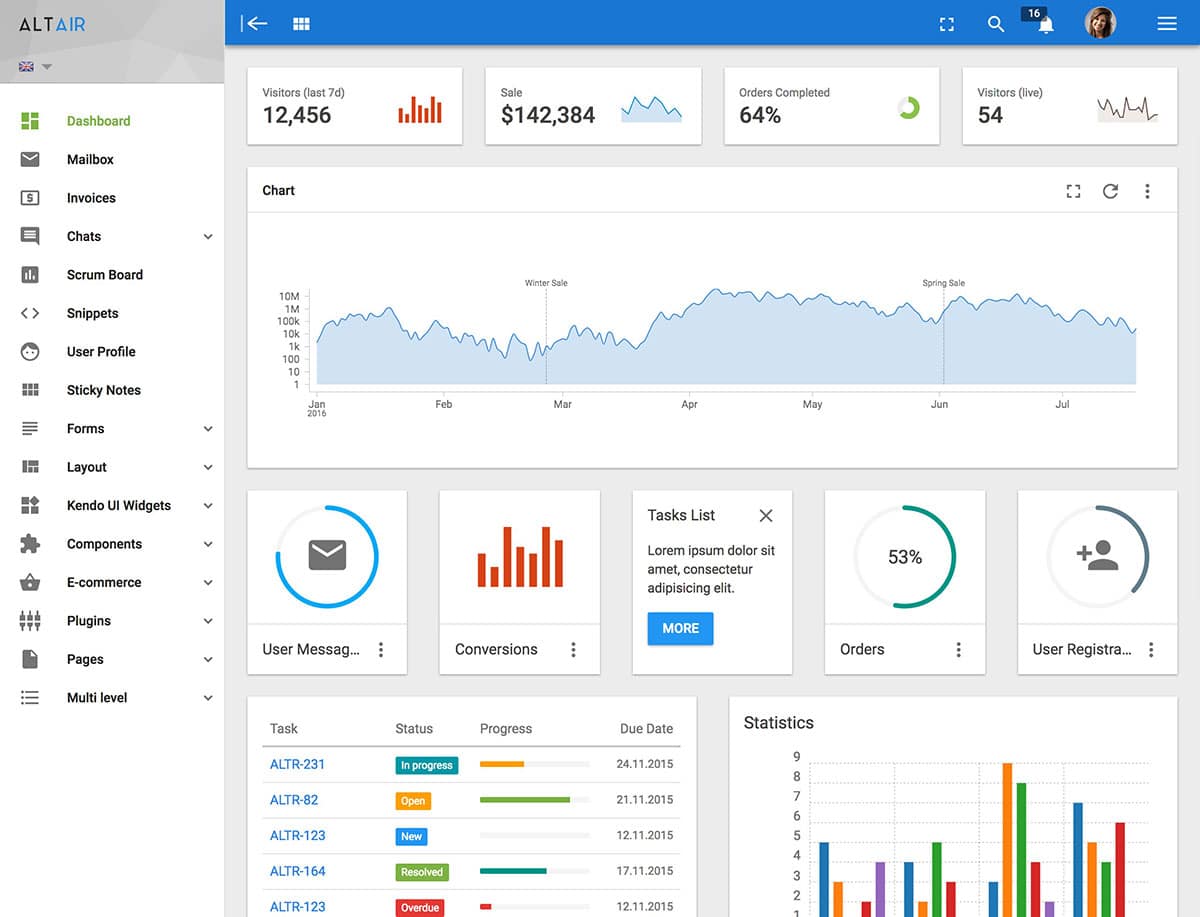 ALTAIR
16
Dashboard
Mailbox
Invoices
Chats
Scrum Board
Snippets
User Profile
Sticky Notes
Forms
Layout
Kendo UI Widgets
Components
E-commerce
Plugins
Pages
Multi level
Visitors (last 7d)
12,456
Sale
$142,384
Orders Completed
64%
Visitors (live)
54
Chart
Winter Sale
Spring Sale
10M
1M
100k
10k
1k
100
10
1
Jan Feb Mar Apr May Jun Jul
2016
User Messag...
Conversions
Tasks List
Lorem ipsum dolor sit
amet, consectetur
adipisicing elit.
MORE
53%
Orders
User Registra...
Task Status Progress Due Date
ALTR-231 In progress 24.11.2015
ALTR-82 Open 21.11.2015
ALTR-123 New 12.11.2015
ALTR-164 Resolved 17.11.2015
ALTR-123 Overdue 12.11.2015
Statistics
9
8
7
6
5
4
3
2
1